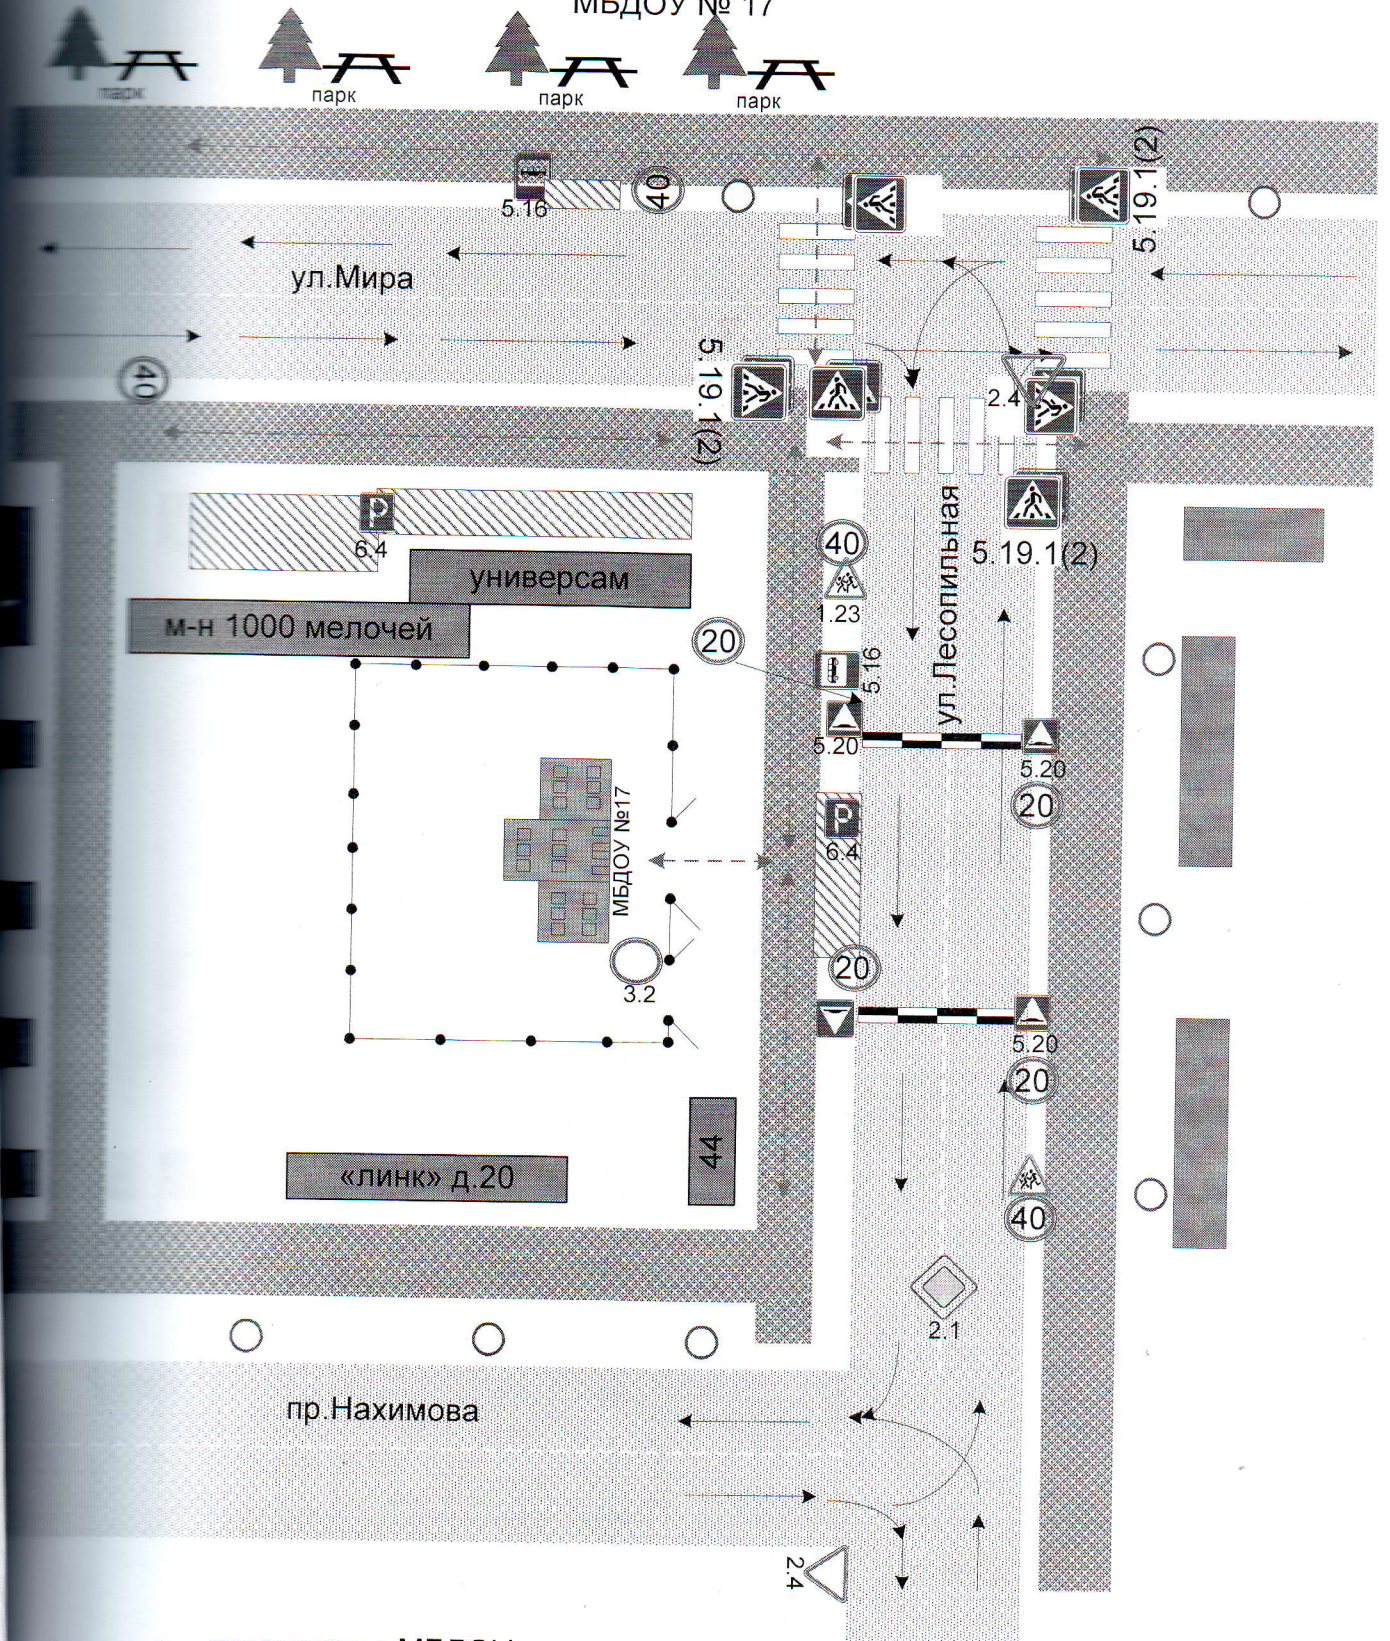 МБДОУ № 17
парк
парк
парк
парк
5.19.1(2)
5.16
40
ул.Мира
40
5.19.1(2)
2.4
P
6.4
40
ул.Лесопильная
5.19.1(2)
универсам
1.23
м-н 1000 мелочей
20
5.16
5.20
5.20
20
P
6.4
МБДОУ №17
20
3.2
5.20
20
44
«линк» д.20
40
2.1
пр.Нахимова
2.4